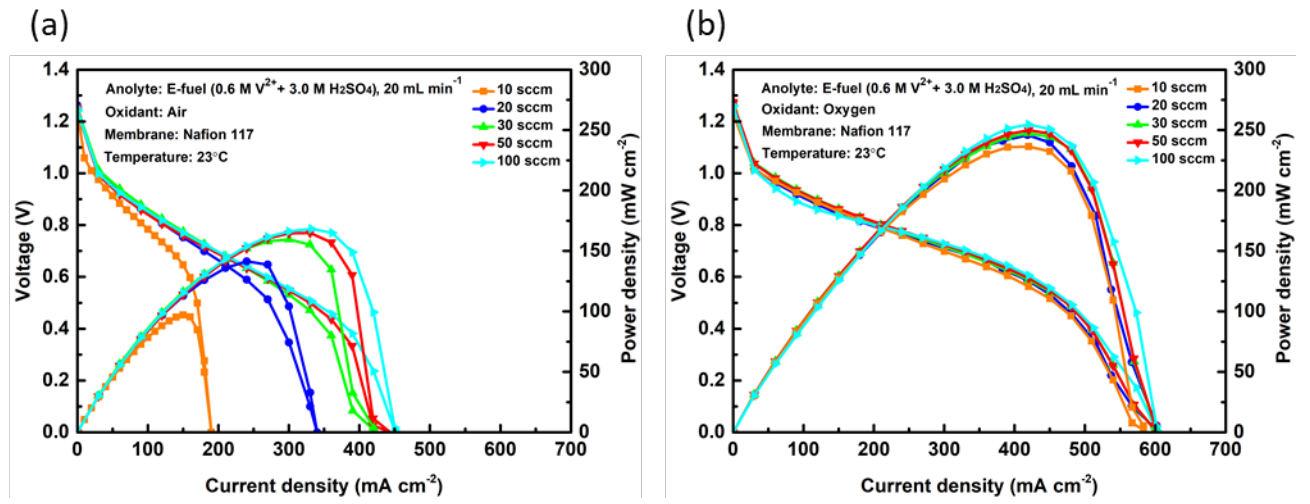 (a)
Anolyte: E-fuel (0.6 M V²⁺+ 3.0 M H₂SO₄), 20 mL min⁻¹
Oxidant: Air
Membrane: Nafion 117
Temperature: 23°C
10 sccm
20 sccm
30 sccm
50 sccm
100 sccm
Voltage (V)
1.4
1.2
1.0
0.8
0.6
0.4
0.2
0.0
Power density (mW cm⁻²)
300
250
200
150
100
50
0
0 100 200 300 400 500 600 700
Current density (mA cm⁻²)
(b)
Anolyte: E-fuel (0.6 M V²⁺+ 3.0 M H₂SO₄), 20 mL min⁻¹
Oxidant: Oxygen
Membrane: Nafion 117
Temperature: 23°C
10 sccm
20 sccm
30 sccm
50 sccm
100 sccm
Voltage (V)
1.4
1.2
1.0
0.8
0.6
0.4
0.2
0.0
Power density (mW cm⁻²)
300
250
200
150
100
50
0
0 100 200 300 400 500 600 700
Current density (mA cm⁻²)